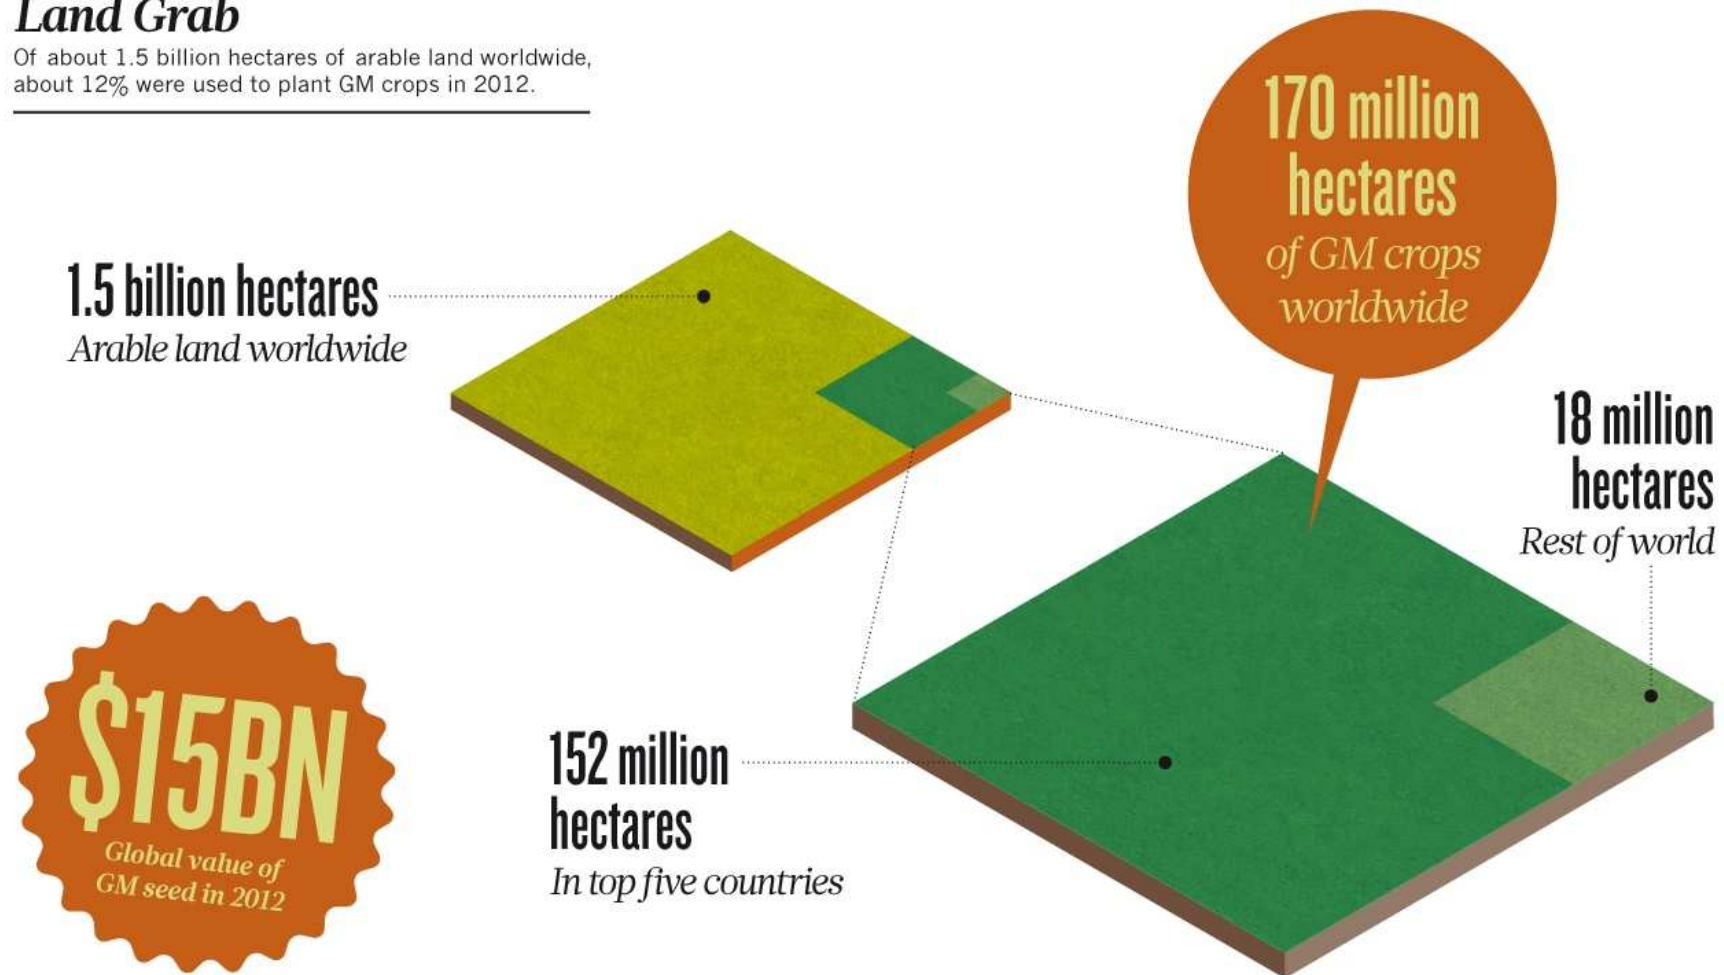 Land Grab
Of about 1.5 billion hectares of arable land worldwide,
about 12% were used to plant GM crops in 2012.
170 million
hectares
of GM crops
worldwide
1.5 billion hectares
Arable land worldwide
18 million
hectares
Rest of world
$15BN
Global value of
GM seed in 2012
152 million
hectares
In top five countries